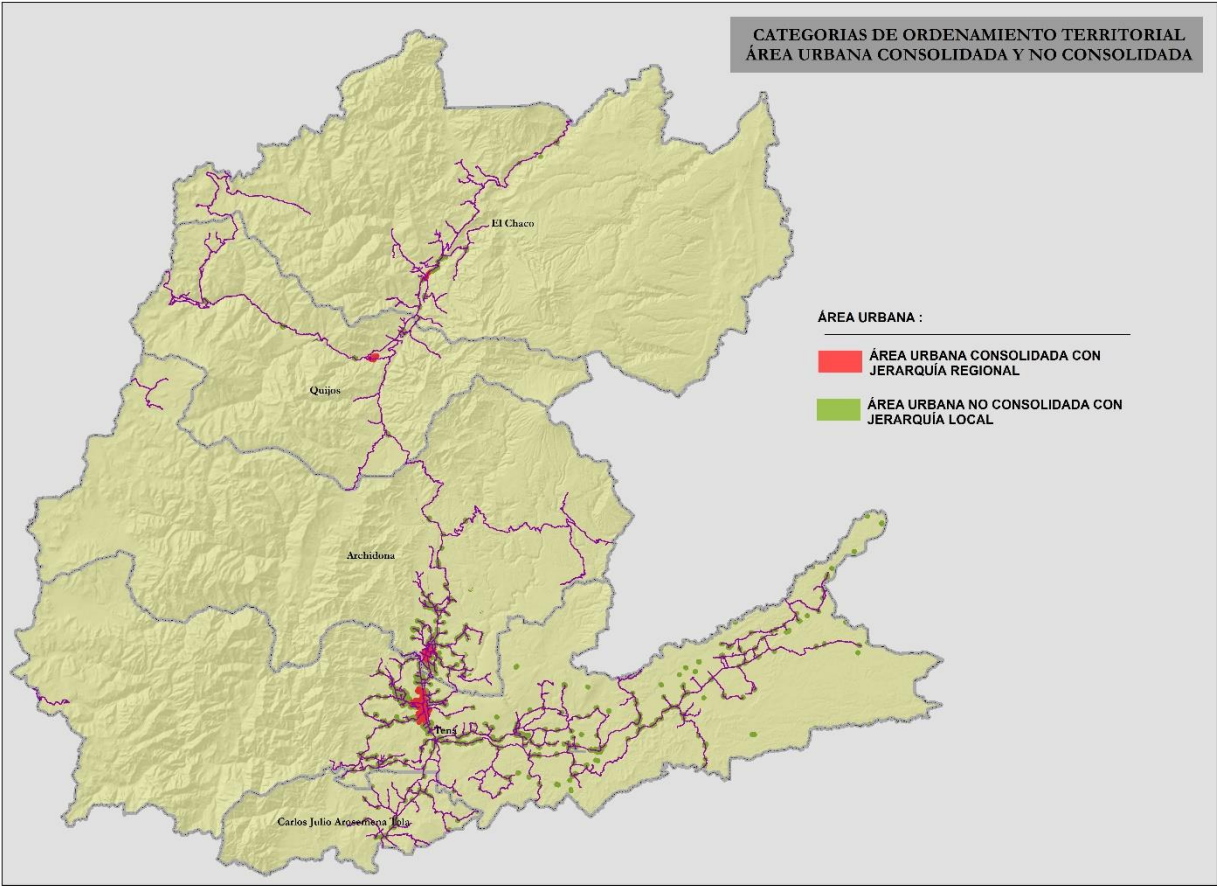 CATEGORIAS DE ORDENAMIENTO TERRITORIAL
ÁREA URBANA CONSOLIDADA Y NO CONSOLIDADA
El Chaco
ÁREA URBANA :
ÁREA URBANA CONSOLIDADA CON
JERARQUÍA REGIONAL
Quijos
ÁREA URBANA NO CONSOLIDADA CON
JERARQUÍA LOCAL
Archidona
Tena
Carlos Julio Arosemena Tola